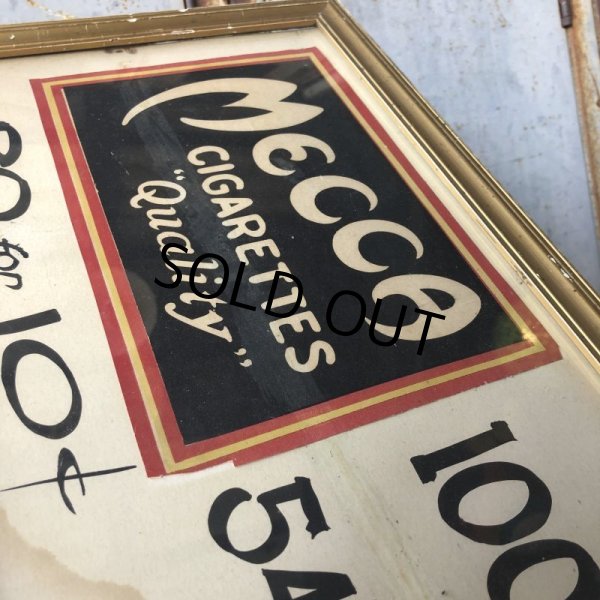 Mecca
CIGARETTES
"Quality"
SOLD OUT
20 for 10¢
100
54